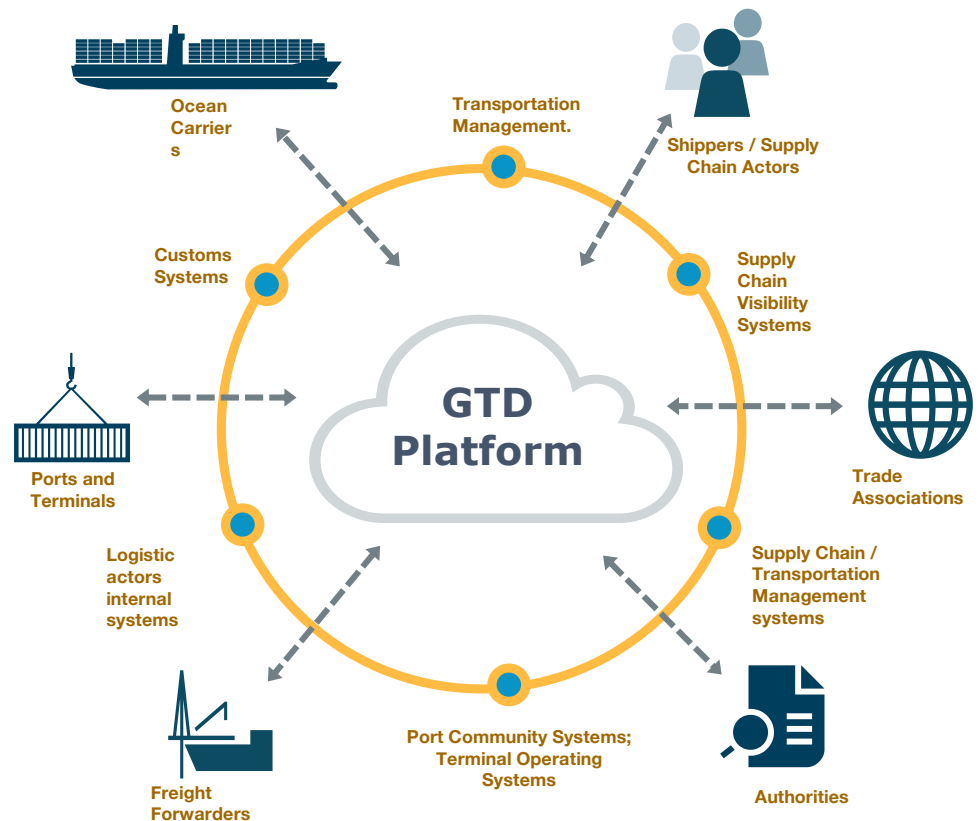 Ocean
Carrier
s
Transportation
Management.
Shippers / Supply
Chain Actors
Customs
Systems
Supply
Chain
Visibility
Systems
GTD
Platform
Ports and
Terminals
Trade
Associations
Logistic
actors
internal
systems
Supply Chain /
Transportation
Management
systems
Port Community Systems;
Terminal Operating
Systems
Freight
Forwarders
Authorities